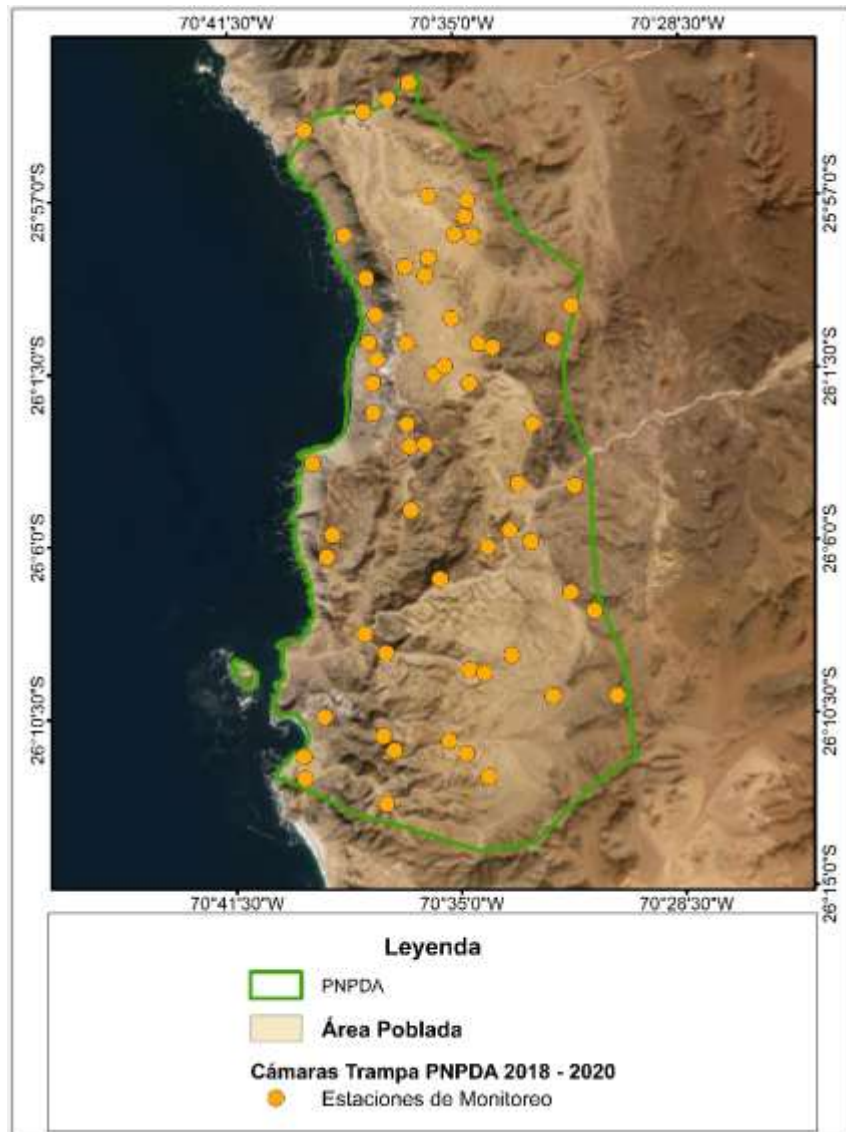 70°41'30"W 70°35'0"W 70°28'30"W
25°57'0"S 25°57'0"S
26°1'30"S 26°1'30"S
26°6'0"S 26°6'0"S
26°10'30"S 26°10'30"S
26°15'0"S
70°41'30"W 70°35'0"W 70°28'30"W
Leyenda
PNPDA
Área Poblada
Cámaras Trampa PNPDA 2018 - 2020
Estaciones de Monitoreo